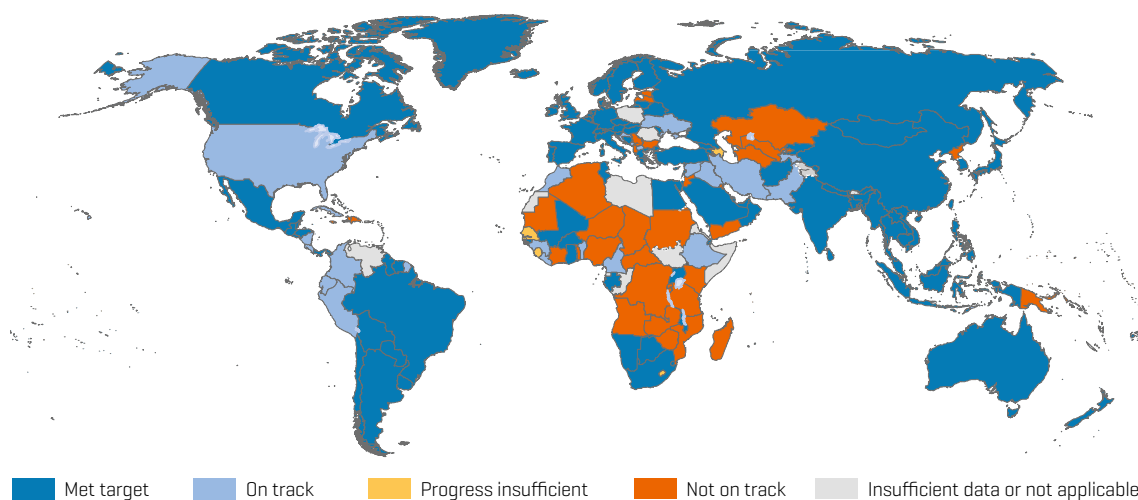 Met target
On track
Progress insufficient
Not on track
Insufficient data or not applicable